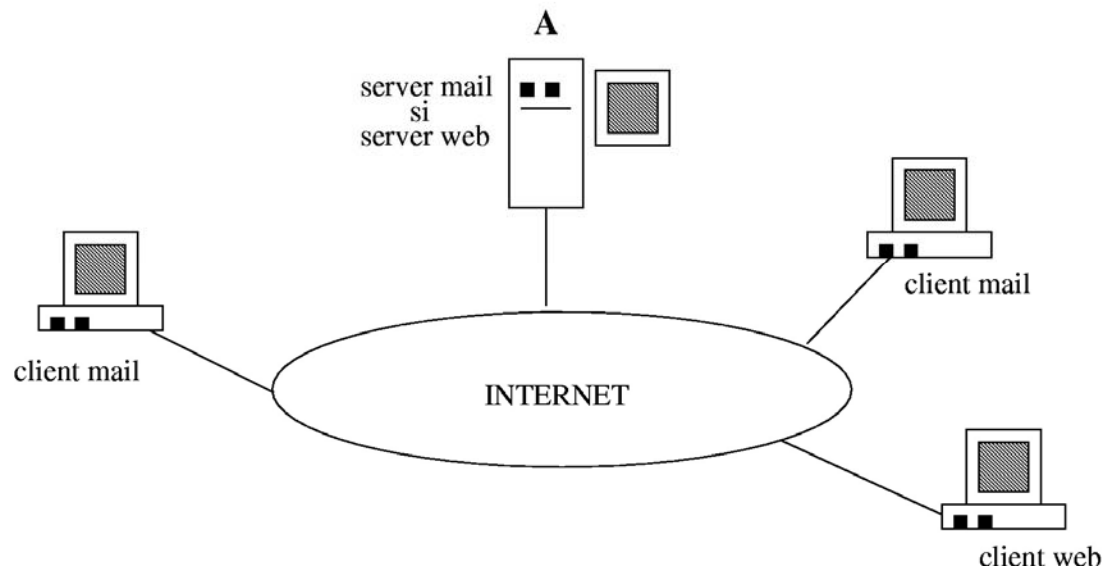 A
server mail
si
server web
client mail
client mail
INTERNET
client web